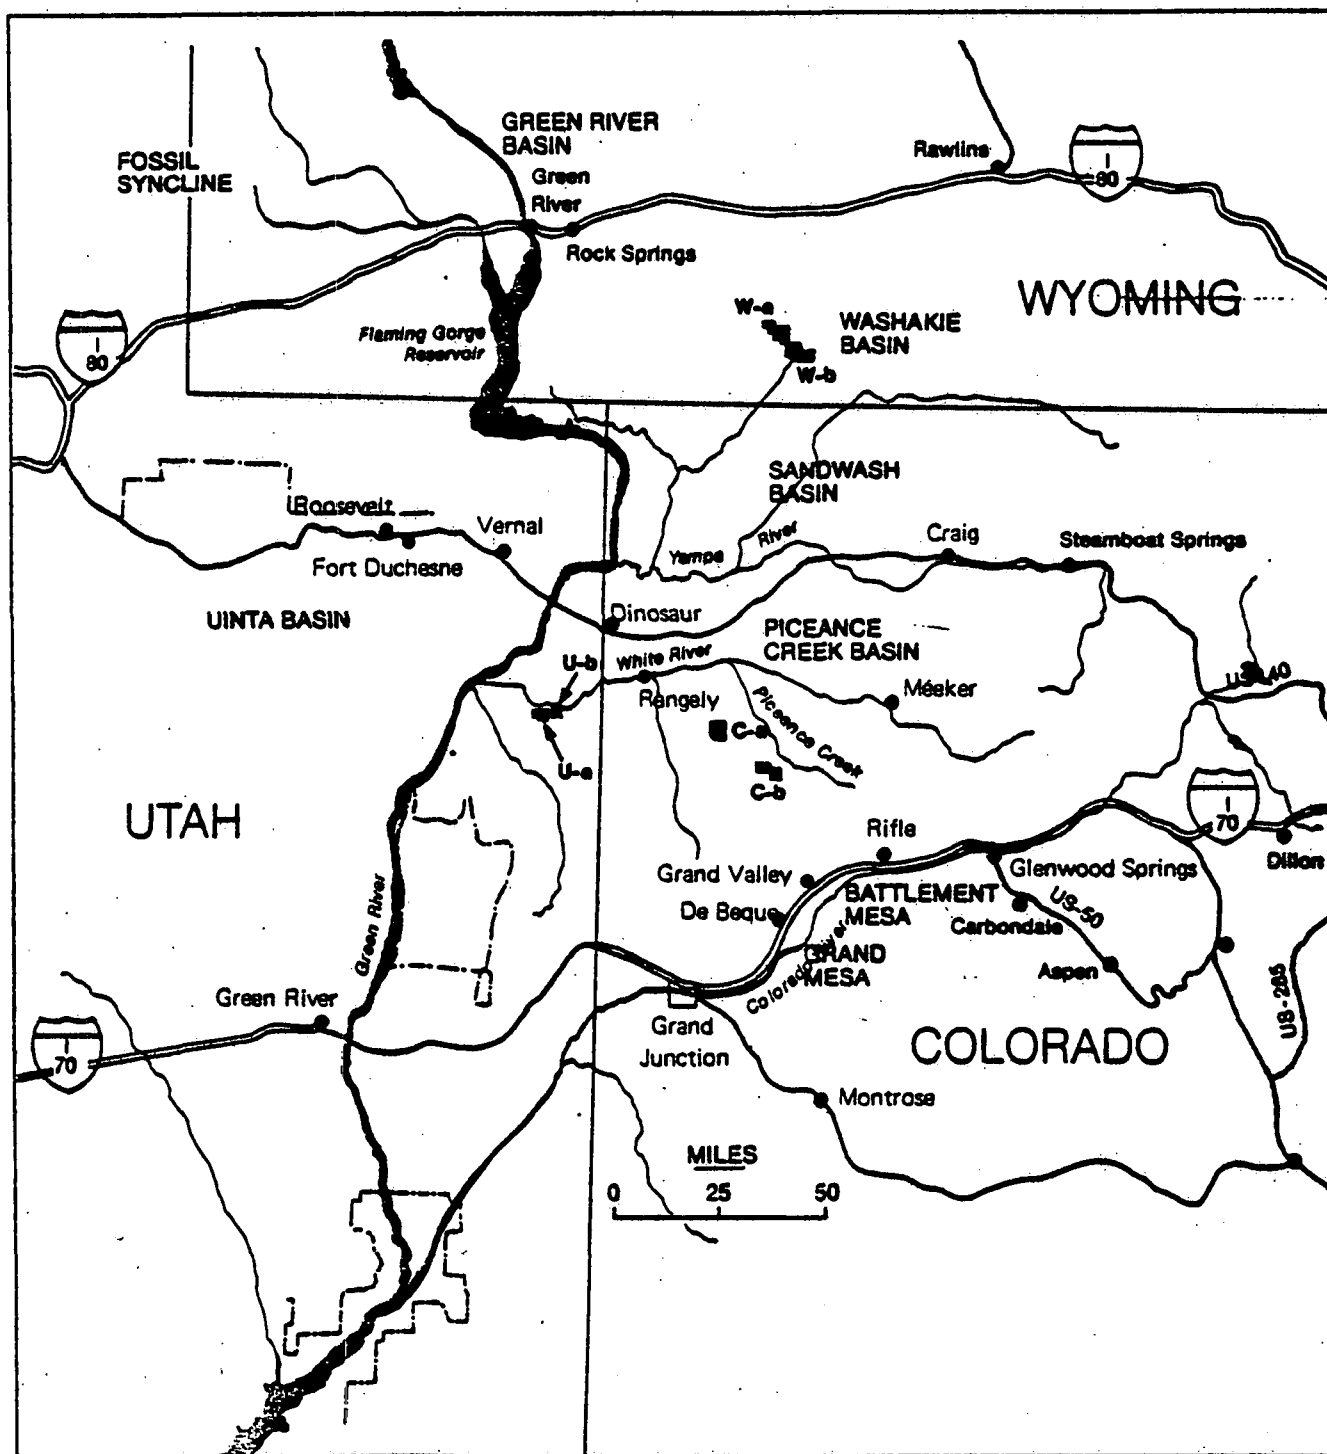 GREEN RIVER
BASIN
FOSSIL
SYNCLINE
Green
River
Rawlins
I
80
Rock Springs
WYOMING
Flaming Gorge
Reservoir
W-a
WASHAKIE
BASIN
W-b
I
80
SANDWASH
BASIN
Roosevelt
Vernal
Fort Duchesne
Yampa River
Craig
Steamboat Springs
UINTA BASIN
Dinosaur
PICEANCE
CREEK BASIN
U-b
White River
US-40
Rangely
Meeker
Piceance Creek
C-a
U-a
C-b
UTAH
I
70
Rifle
Dillon
Grand Valley
Glenwood Springs
De Beque
BATTLEMENT
MESA
US-50
Carbondale
Green River
GRAND
MESA
Colorado River
Aspen
US-285
Green River
Grand
Junction
COLORADO
I
70
Montrose
MILES
0 25 50